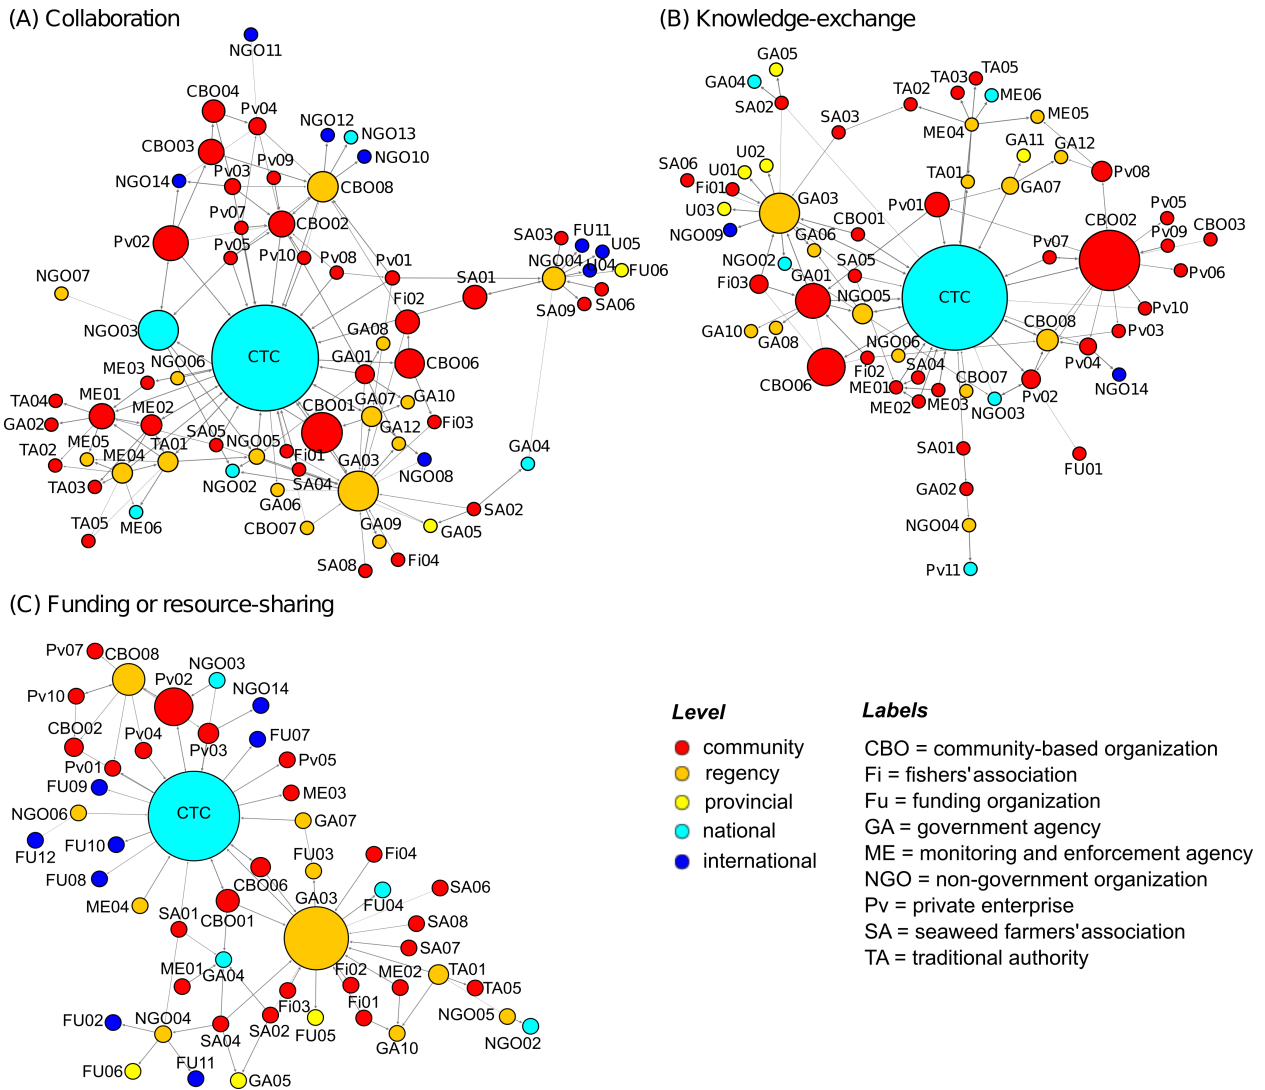 (A) Collaboration
NGO11
CBO04
Pv04
NGO12
NGO13
CBO03
NGO10
Pv09
Pv03
NGO14
CBO08
Pv07
CBO02
Pv02
Pv05
Pv10
Pv08
Pv01
SA03
FU11
U05
NGO04
U04
FU06
SA01
SA09
SA06
NGO07
Fi02
NGO03
GA08
CTC
NGO06
GA01
CBO06
ME03
TA04
ME01
GA07
GA10
CBO01
GA02
ME02
GA12
Fi03
SA05
NGO05
ME05
TA01
TA02
ME04
Fi01
GA03
NGO08
GA04
TA03
NGO02
SA04
GA06
SA02
TA05
ME06
CBO07
GA09
GA05
SA08
Fi04
(B) Knowledge-exchange
GA05
GA04
SA02
TA03
TA05
TA02
ME06
SA03
ME05
ME04
GA11
GA12
U02
SA06
U01
Fi01
TA01
Pv08
GA03
GA07
U03
Pv01
CBO01
CBO02
Pv05
CBO03
NGO09
GA06
Pv07
Pv09
NGO02
SA05
Pv06
Fi03
GA01
CTC
NGO05
Pv10
GA10
GA08
CBO08
Pv03
NGO06
Pv04
CBO06
Fi02
SA04
NGO14
ME01
CBO07
Pv02
ME02
ME03
NGO03
SA01
FU01
GA02
NGO04
Pv11
(C) Funding or resource-sharing
Pv07
CBO08
NGO03
Pv02
NGO14
Pv10
CBO02
Pv04
FU07
Pv03
Pv01
Pv05
FU09
ME03
NGO06
CTC
GA07
FU12
FU10
FU03
Fi04
FU08
CBO06
SA06
ME04
GA03
FU04
SA01
CBO01
SA08
SA07
ME01
GA04
Fi02
ME02
TA01
TA05
Fi03
Fi01
NGO05
FU02
NGO04
SA04
SA02
FU05
GA10
NGO02
FU06
FU11
GA05
Level
community
regency
provincial
national
international
Labels
CBO = community-based organization
Fi = fishers'association
Fu = funding organization
GA = government agency
ME = monitoring and enforcement agency
NGO = non-government organization
Pv = private enterprise
SA = seaweed farmers'association
TA = traditional authority